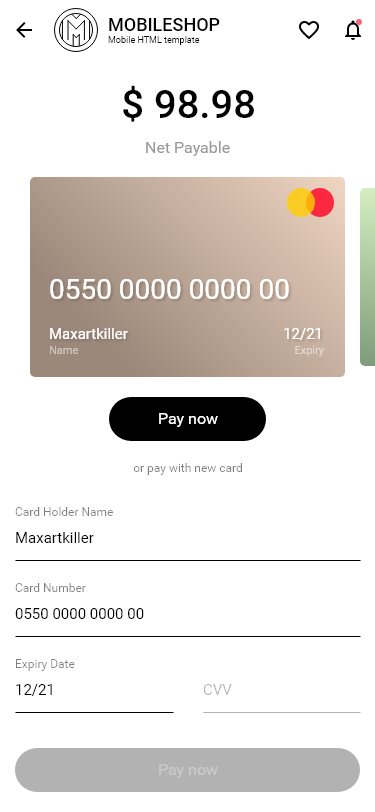 MOBILESHOP
Mobile HTML template
$ 98.98
Net Payable
0550 0000 0000 00
Maxartkiller 12/21
Name Expiry
Pay now
or pay with new card
Card Holder Name
Maxartkiller
Card Number
0550 0000 0000 00
Expiry Date
12/21 CVV
Pay now